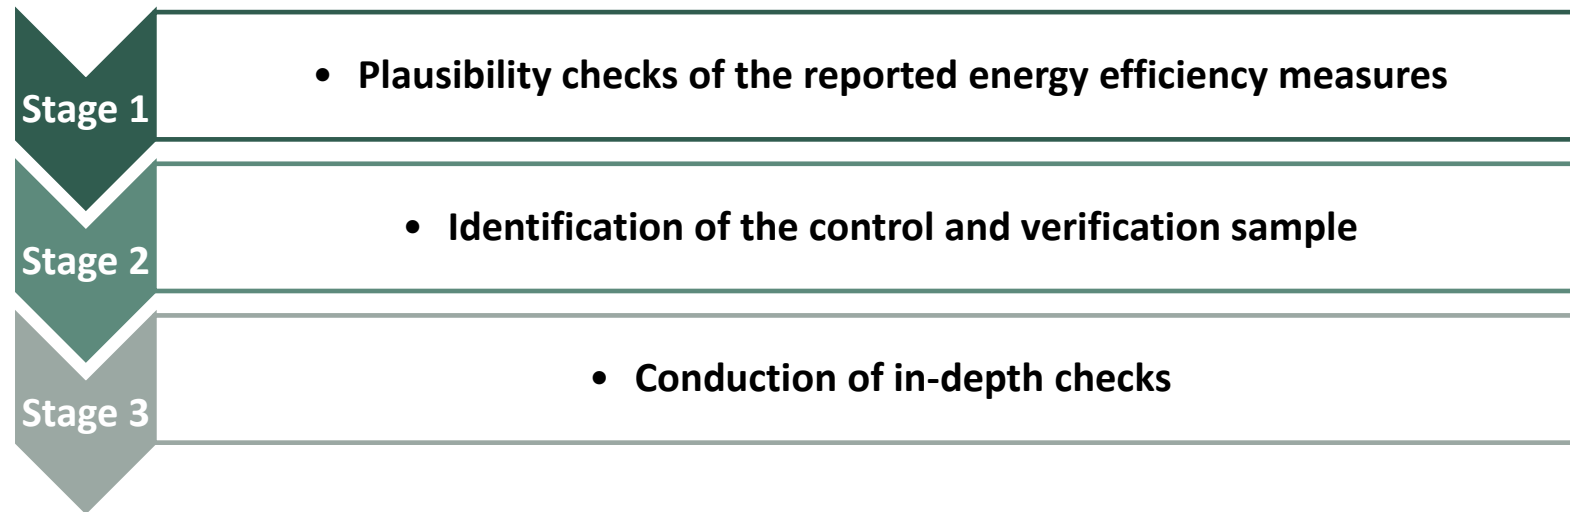 Stage 1
• Plausibility checks of the reported energy efficiency measures
Stage 2
• Identification of the control and verification sample
Stage 3
• Conduction of in-depth checks